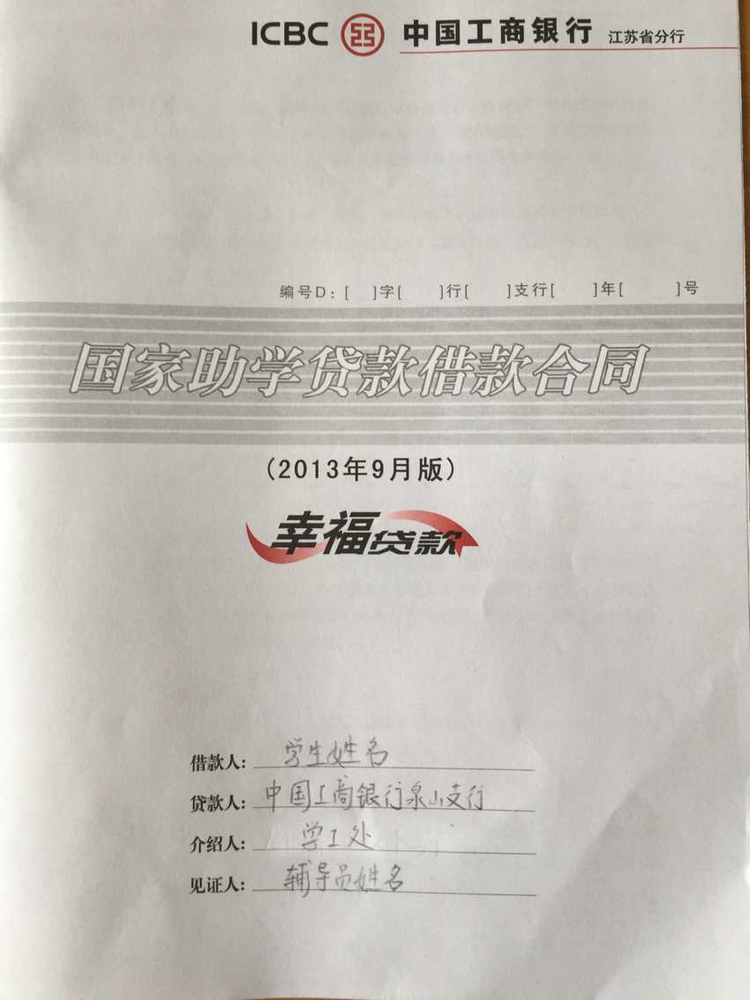 ICBC 中国工商银行 江苏省分行
编号D：[ ]字[ ]行[ ]支行[ ]年[ ]号
国家助学贷款借款合同
（2013年9月版）
幸福贷款
借款人: 学生姓名
贷款人: 中国工商银行泉山支行
介绍人: 学工处
见证人: 辅导员姓名